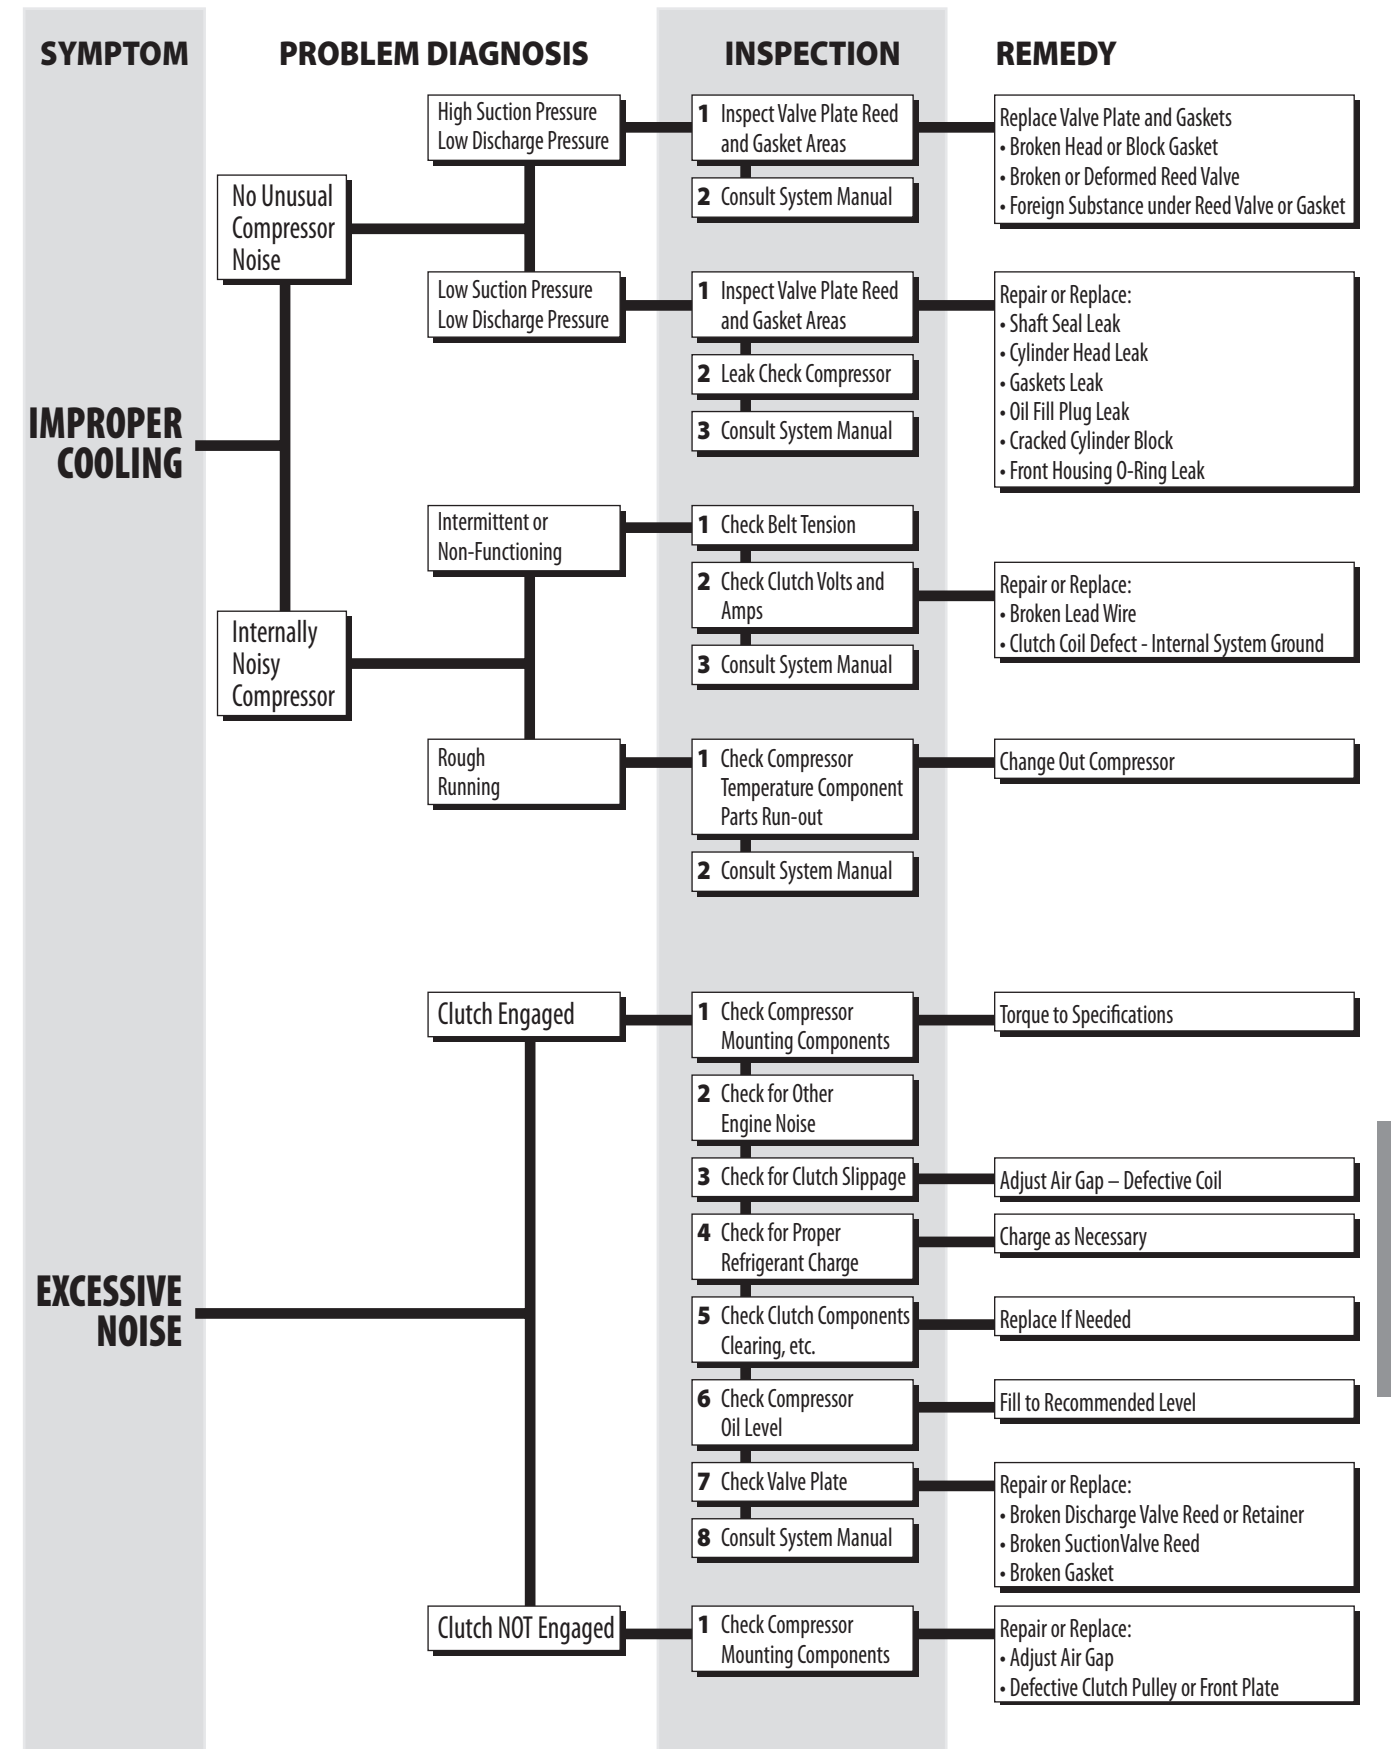 SYMPTOM
PROBLEM DIAGNOSIS
INSPECTION
REMEDY
IMPROPER
COOLING
No Unusual
Compressor
Noise
High Suction Pressure
Low Discharge Pressure
1 Inspect Valve Plate Reed
and Gasket Areas
2 Consult System Manual
Replace Valve Plate and Gaskets
• Broken Head or Block Gasket
• Broken or Deformed Reed Valve
• Foreign Substance under Reed Valve or Gasket
Low Suction Pressure
Low Discharge Pressure
1 Inspect Valve Plate Reed
and Gasket Areas
2 Leak Check Compressor
3 Consult System Manual
Repair or Replace:
• Shaft Seal Leak
• Cylinder Head Leak
• Gaskets Leak
• Oil Fill Plug Leak
• Cracked Cylinder Block
• Front Housing O-Ring Leak
Internally
Noisy
Compressor
Intermittent or
Non-Functioning
1 Check Belt Tension
2 Check Clutch Volts and
Amps
3 Consult System Manual
Repair or Replace:
• Broken Lead Wire
• Clutch Coil Defect - Internal System Ground
Rough
Running
1 Check Compressor
Temperature Component
Parts Run-out
2 Consult System Manual
Change Out Compressor
EXCESSIVE
NOISE
Clutch Engaged
1 Check Compressor
Mounting Components
Torque to Specifications
2 Check for Other
Engine Noise
3 Check for Clutch Slippage
Adjust Air Gap – Defective Coil
4 Check for Proper
Refrigerant Charge
Charge as Necessary
5 Check Clutch Components
Clearing, etc.
Replace If Needed
6 Check Compressor
Oil Level
Fill to Recommended Level
7 Check Valve Plate
8 Consult System Manual
Repair or Replace:
• Broken Discharge Valve Reed or Retainer
• Broken SuctionValve Reed
• Broken Gasket
Clutch NOT Engaged
1 Check Compressor
Mounting Components
Repair or Replace:
• Adjust Air Gap
• Defective Clutch Pulley or Front Plate